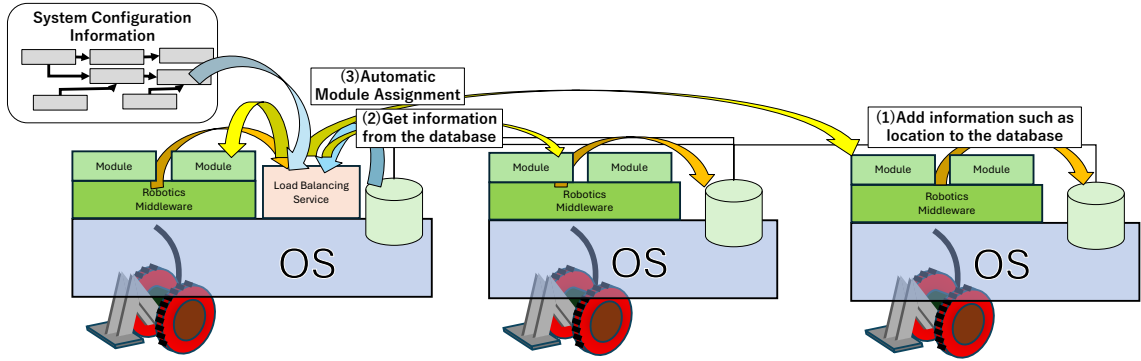 System Configuration
Information
(3)Automatic
Module Assignment
(2)Get information
from the database
(1)Add information such as
location to the database
Module
Module
Robotics
Middleware
Load Balancing
Service
OS
Module
Module
Robotics
Middleware
OS
Module
Module
Robotics
Middleware
OS